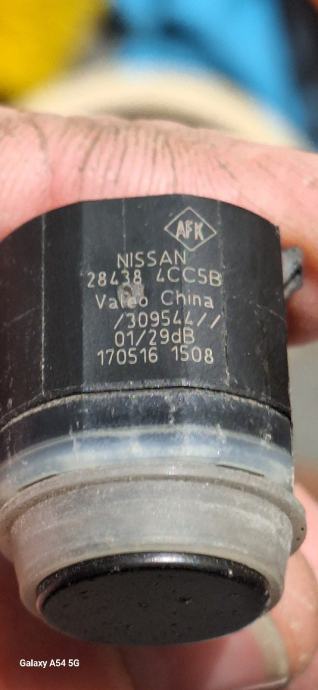 AFK
NISSAN
28438 4CC5B
Valeo China
/309544//
01/29dB
170516 1508
Galaxy A54 5G